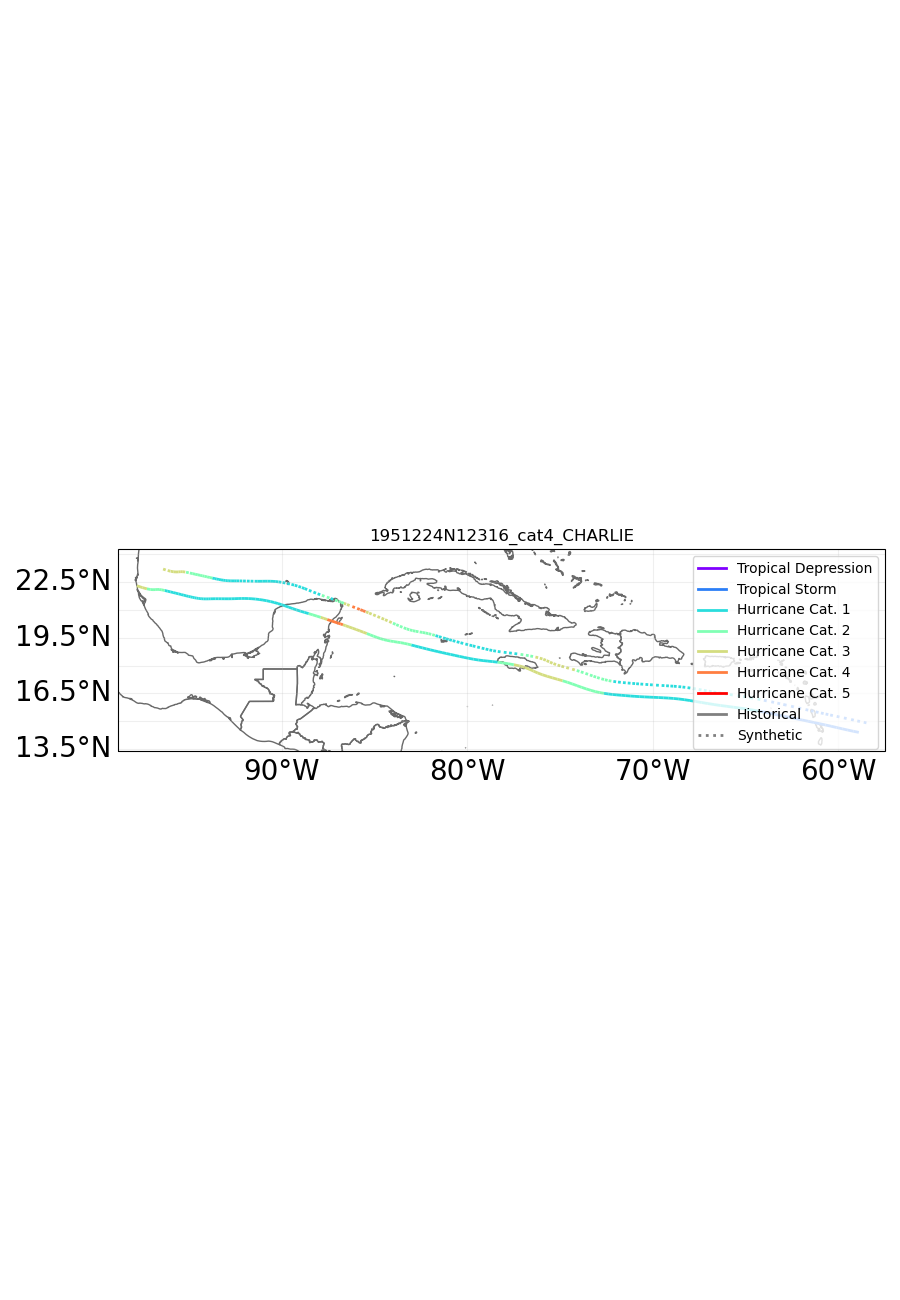 1951224N12316_cat4_CHARLIE
22.5°N
19.5°N
16.5°N
13.5°N
90°W
80°W
70°W
60°W
Tropical Depression
Tropical Storm
Hurricane Cat. 1
Hurricane Cat. 2
Hurricane Cat. 3
Hurricane Cat. 4
Hurricane Cat. 5
Historical
Synthetic